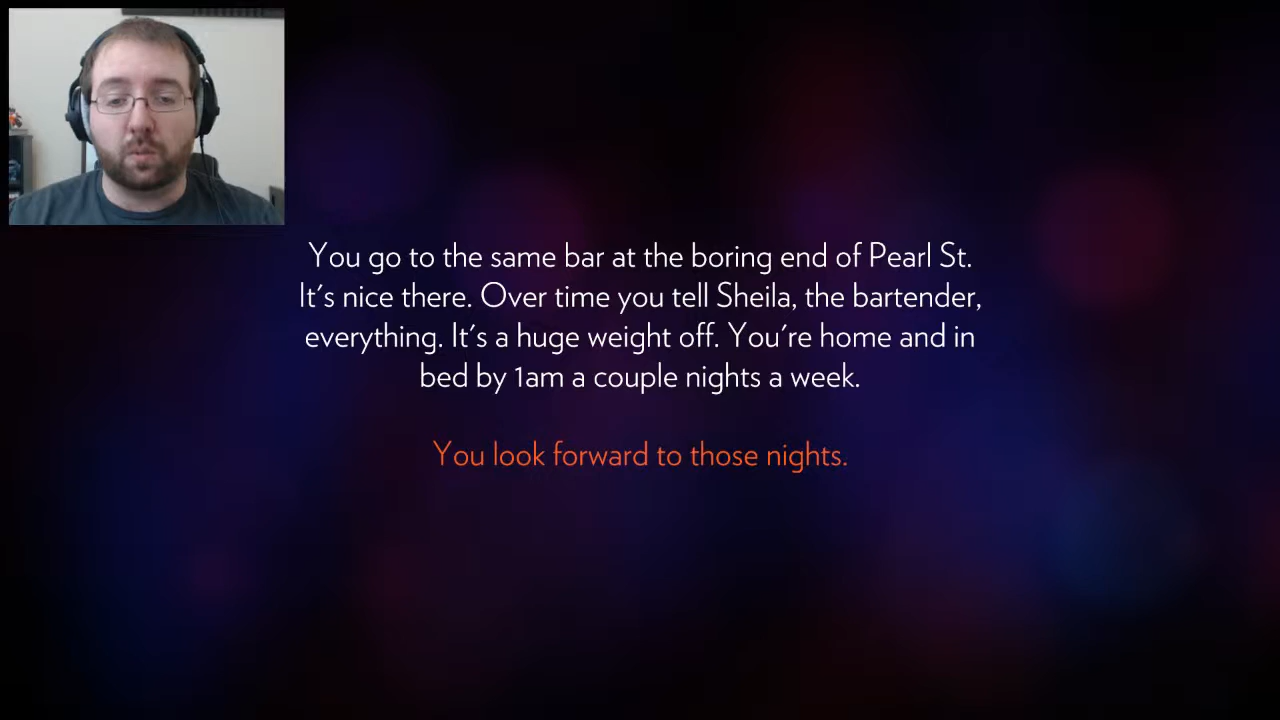 You go to the same bar at the boring end of Pearl St.
It's nice there. Over time you tell Sheila, the bartender,
everything. It's a huge weight off. You're home and in
bed by 1am a couple nights a week.
You look forward to those nights.